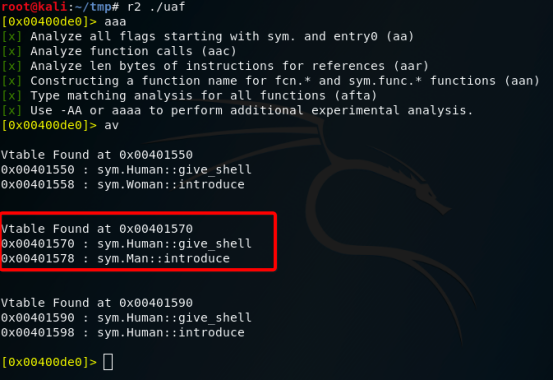 root@kali:~/tmp# r2 ./uaf
[0x00400de0]> aaa
[x] Analyze all flags starting with sym. and entry0 (aa)
[x] Analyze function calls (aac)
[x] Analyze len bytes of instructions for references (aar)
[x] Constructing a function name for fcn.* and sym.func.* functions (aan)
[x] Type matching analysis for all functions (afta)
[x] Use -AA or aaaa to perform additional experimental analysis.
[0x00400de0]> av
Vtable Found at 0x00401550
0x00401550 : sym.Human::give_shell
0x00401558 : sym.Woman::introduce
Vtable Found at 0x00401570
0x00401570 : sym.Human::give_shell
0x00401578 : sym.Man::introduce
Vtable Found at 0x00401590
0x00401590 : sym.Human::give_shell
0x00401598 : sym.Human::introduce
[0x00400de0]>